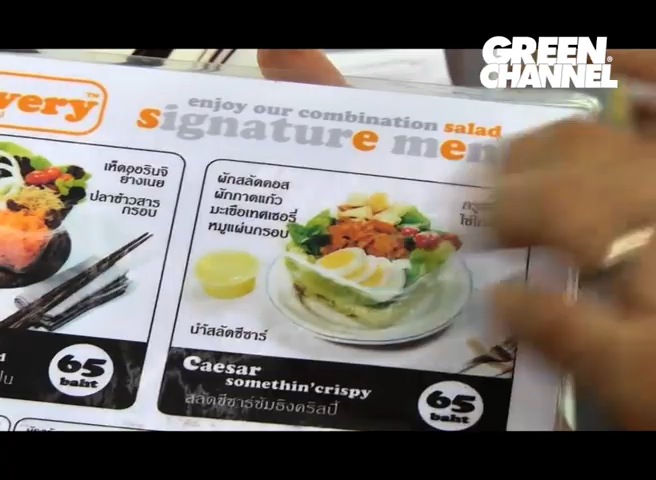 GREEN
CHANNEL
very™
enjoy our combination salad
signature
เห็ดออรินจิ
ย่างเนย
ปลาข้าวสาร
กรอบ
65
baht
ผักสลัดคอส
ผักกาดแก้ว
มะเขือเทศเชอรี่
หมูแผ่นกรอบ
น้ำสลัดซีซาร์
Caesar
somethin'crispy
สลัดซีซาร์ซัมธิงคริสปี้
65
baht